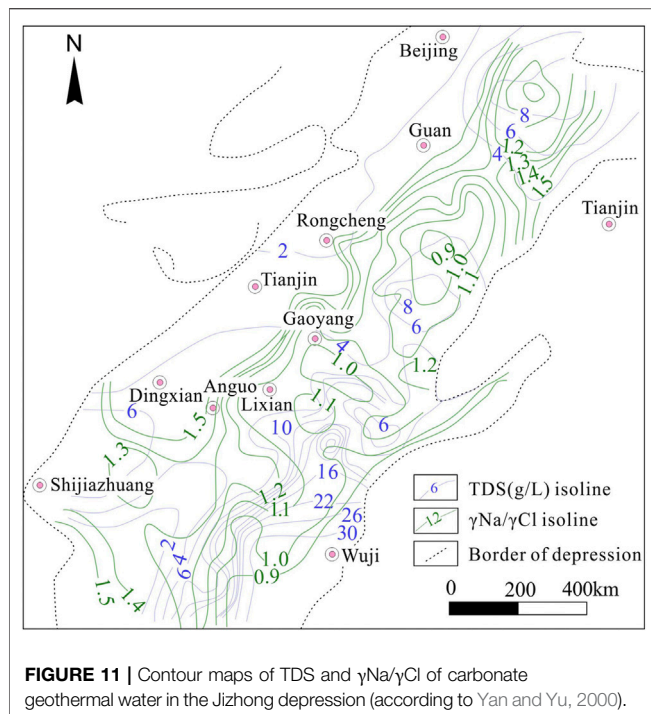 N
Beijing
8
6
4
1.2
1.3
1.4
15
Guan
Tianjin
Rongcheng
2
0.9
1.0
1.1
Tianjin
8
6
Gaoyang
4
1.0
1.2
Dingxian
Anguo
Lixian
1.1
6
1.5
10
6
1.3
Shijiazhuang
16
1.2
1.1
22
26
30
Wuji
2
4
6
1.0
0.9
1.5
1.4
6 TDS(g/L) isoline
12 γNa/γCl isoline
Border of depression
0 200 400km
FIGURE 11 | Contour maps of TDS and γNa/γCl of carbonate
geothermal water in the Jizhong depression (according to Yan and Yu, 2000).